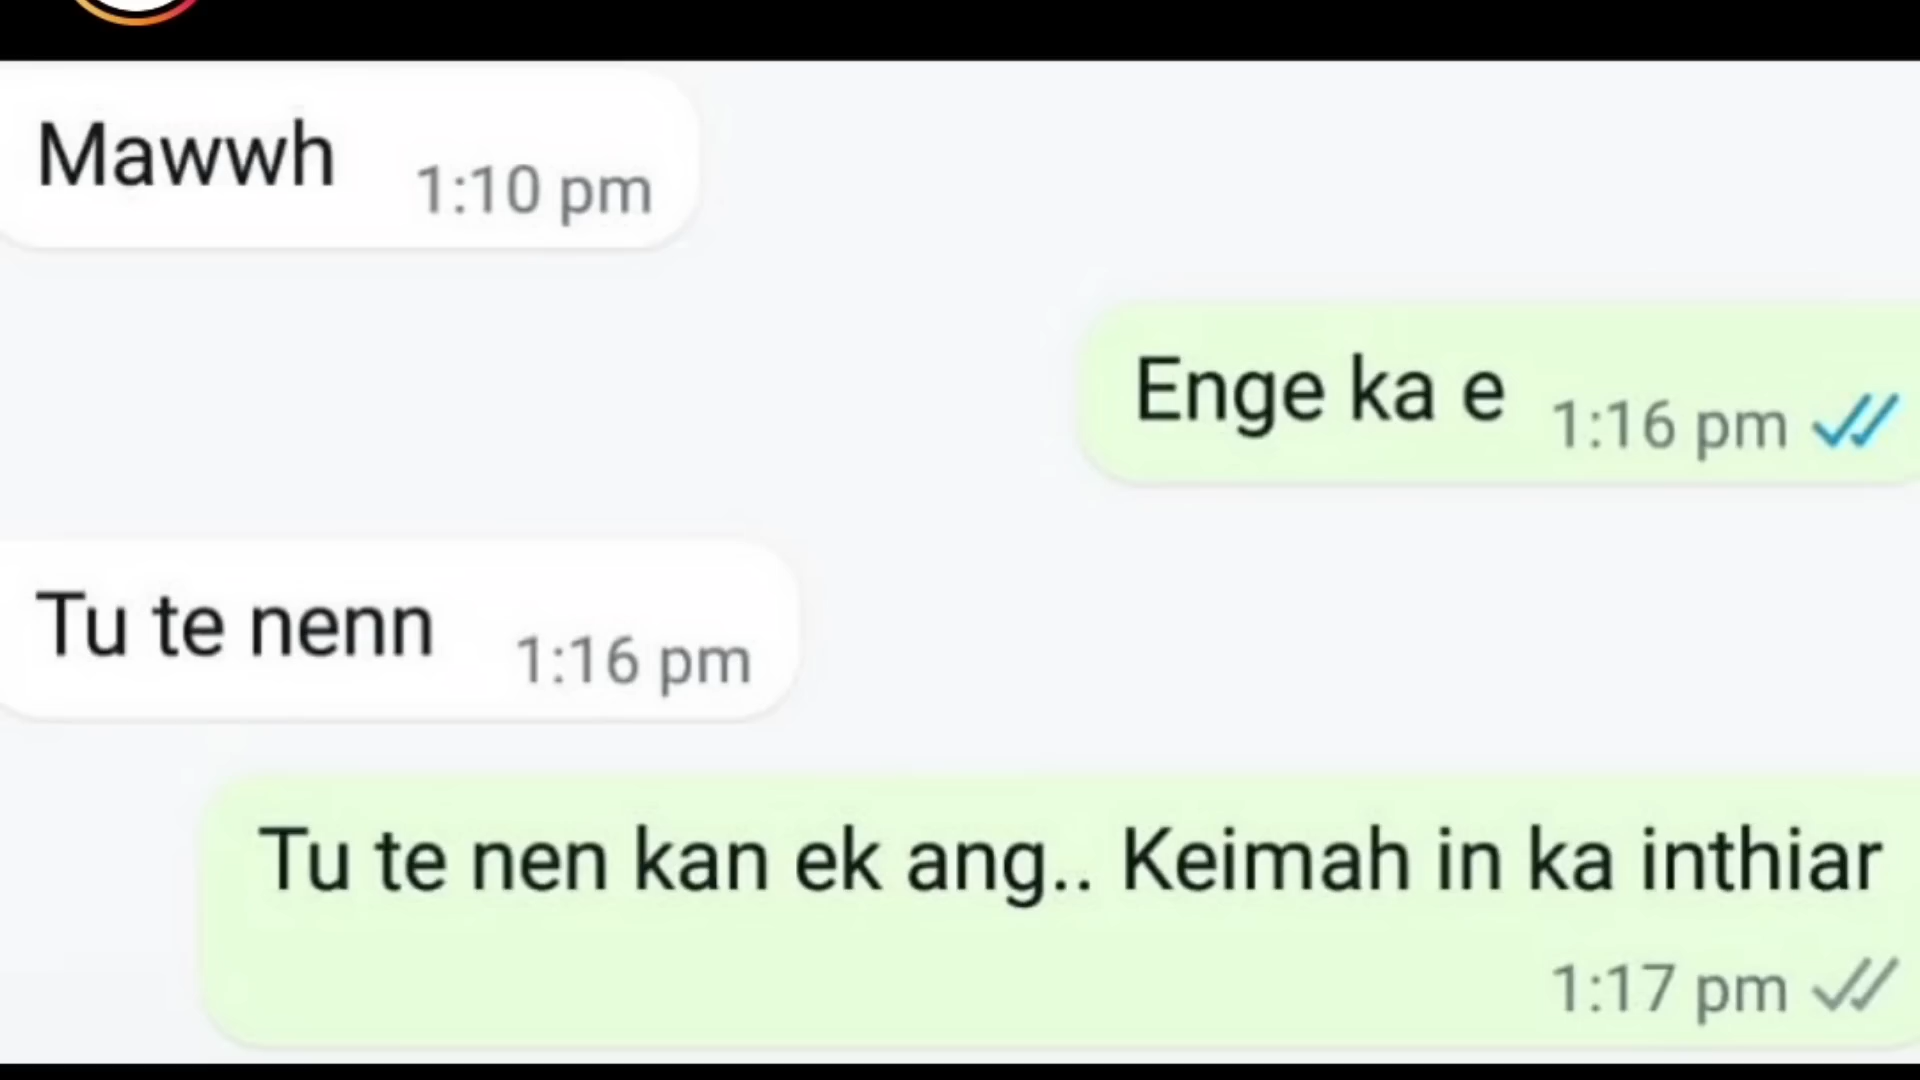 Mawwh
1:10 pm
Enge ka e
1:16 pm
Tu te nenn
1:16 pm
Tu te nen kan ek ang.. Keimah in ka inthiar
1:17 pm